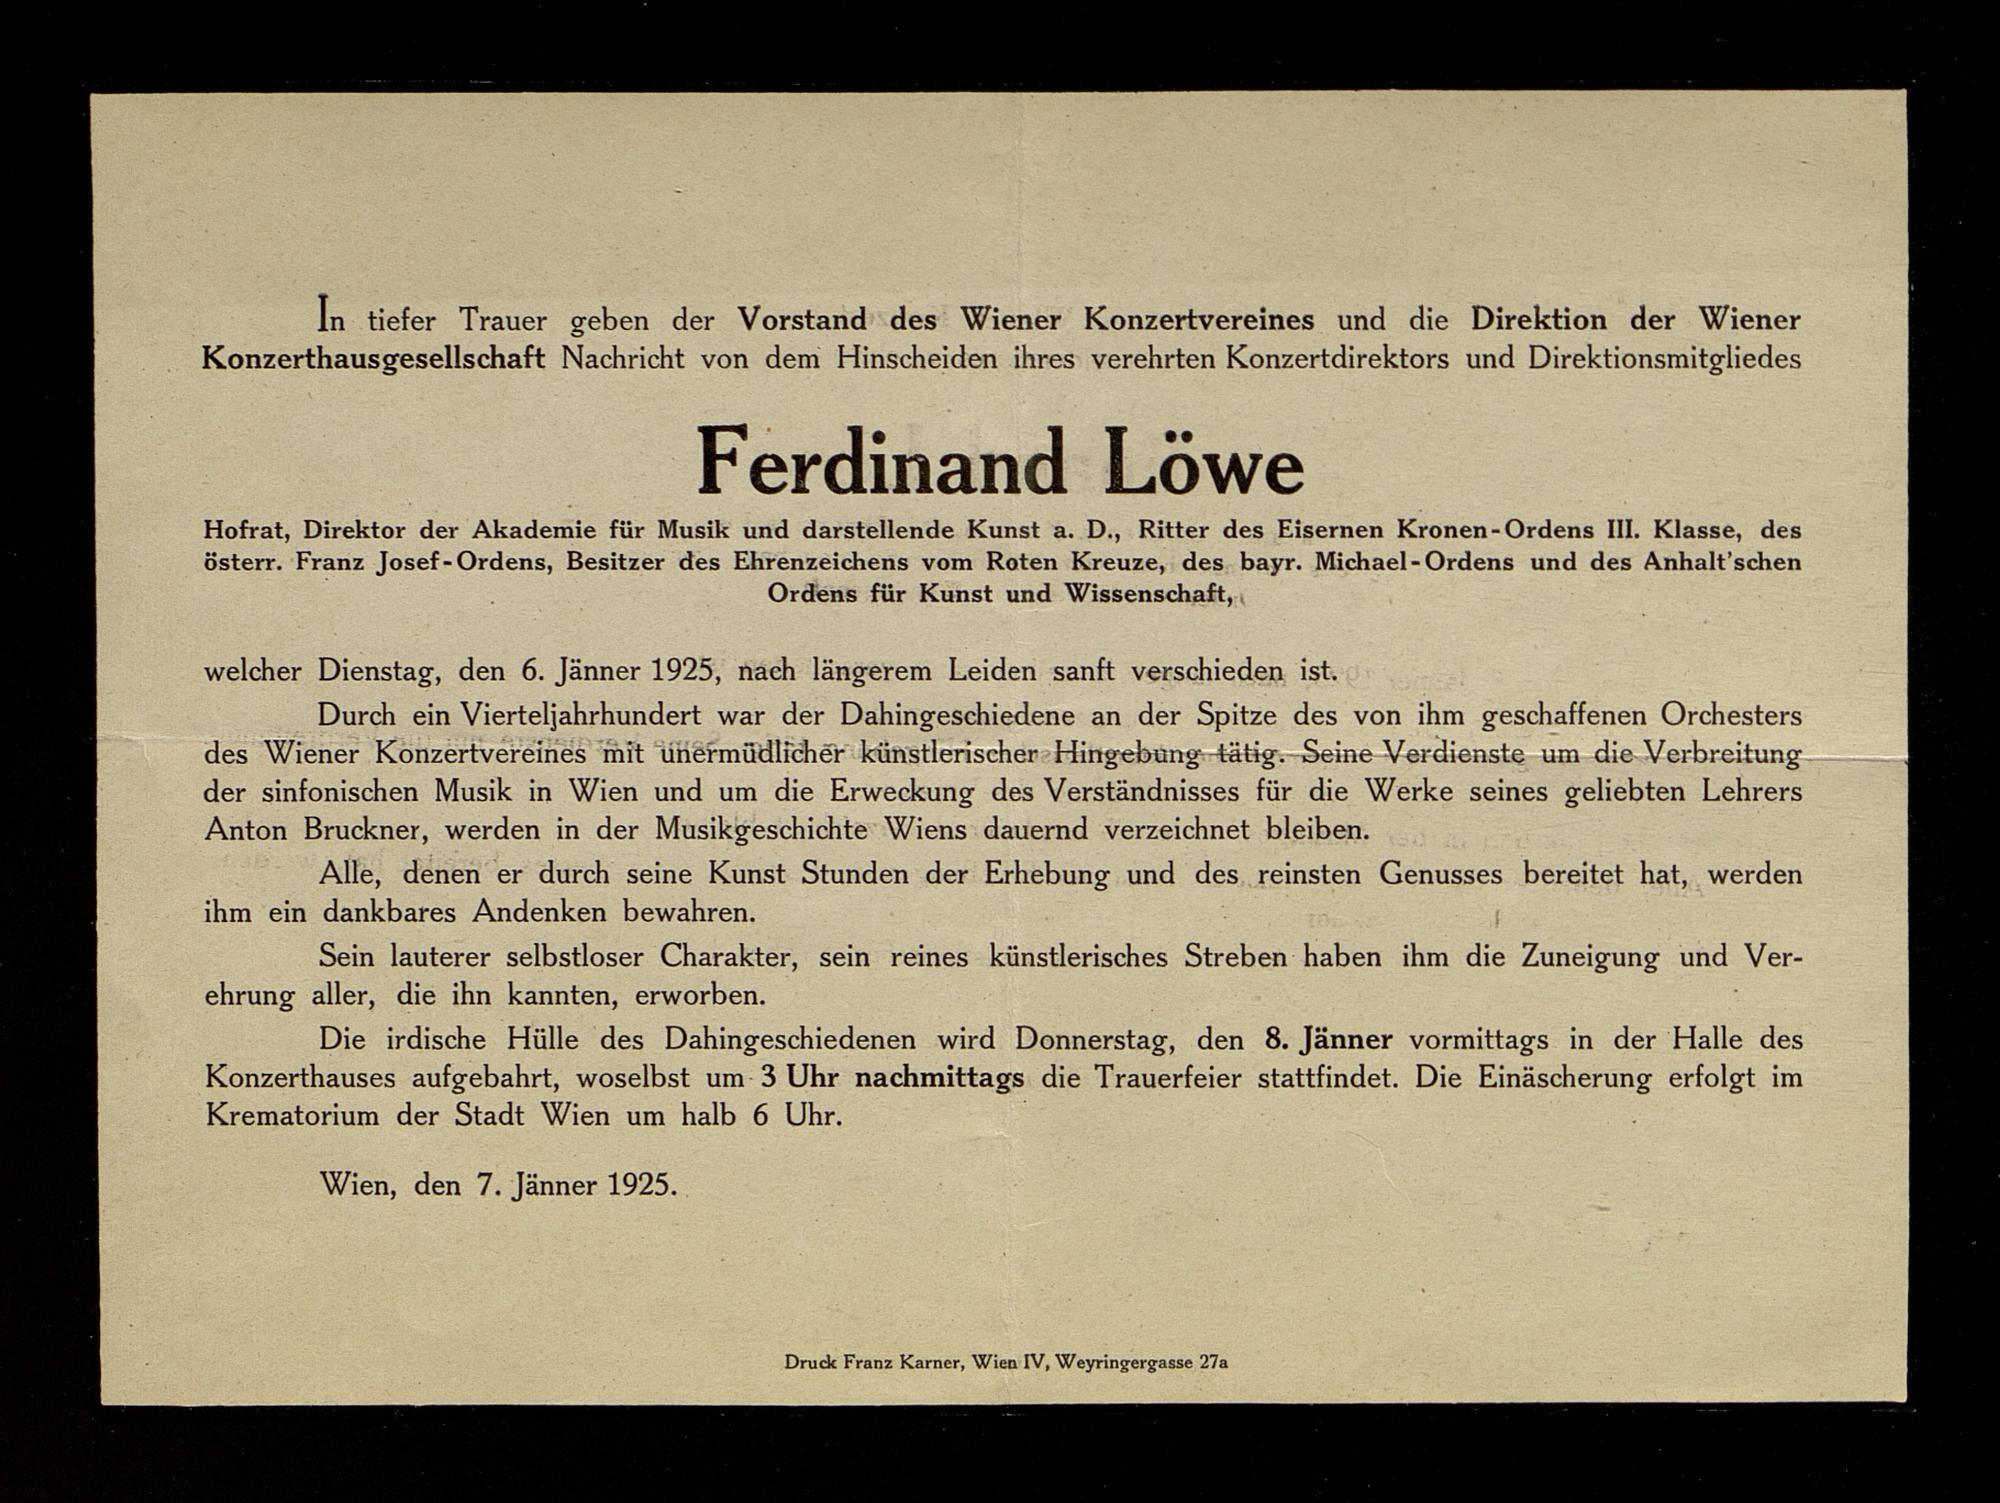 In tiefer Trauer geben der Vorstand des Wiener Konzertvereines und die Direktion der Wiener
Konzerthausgesellschaft Nachricht von dem Hinscheiden ihres verehrten Konzertdirektors und Direktionsmitgliedes
Ferdinand Löwe
Hofrat, Direktor der Akademie für Musik und darstellende Kunst a. D., Ritter des Eisernen Kronen-Ordens III. Klasse, des
österr. Franz Josef-Ordens, Besitzer des Ehrenzeichens vom Roten Kreuze, des bayr. Michael-Ordens und des Anhalt'schen
Ordens für Kunst und Wissenschaft,
welcher Dienstag, den 6. Jänner 1925, nach längerem Leiden sanft verschieden ist.
Durch ein Vierteljahrhundert war der Dahingeschiedene an der Spitze des von ihm geschaffenen Orchesters
des Wiener Konzertvereines mit unermüdlicher künstlerischer Hingebung tätig. Seine Verdienste um die Verbreitung
der sinfonischen Musik in Wien und um die Erweckung des Verständnisses für die Werke seines geliebten Lehrers
Anton Bruckner, werden in der Musikgeschichte Wiens dauernd verzeichnet bleiben.
Alle, denen er durch seine Kunst Stunden der Erhebung und des reinsten Genusses bereitet hat, werden
ihm ein dankbares Andenken bewahren.
Sein lauterer selbstloser Charakter, sein reines künstlerisches Streben haben ihm die Zuneigung und Ver-
ehrung aller, die ihn kannten, erworben.
Die irdische Hülle des Dahingeschiedenen wird Donnerstag, den 8. Jänner vormittags in der Halle des
Konzerthauses aufgebahrt, woselbst um 3 Uhr nachmittags die Trauerfeier stattfindet. Die Einäscherung erfolgt im
Krematorium der Stadt Wien um halb 6 Uhr.
Wien, den 7. Jänner 1925.
Druck Franz Karner, Wien IV, Weyringergasse 27a